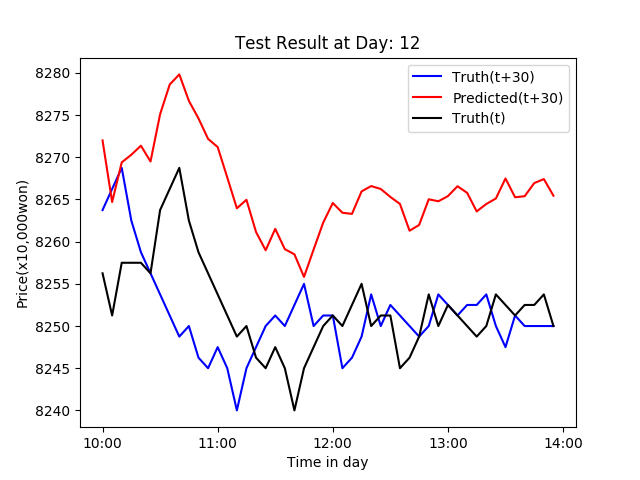 Test Result at Day: 12
Truth(t+30)
Predicted(t+30)
Truth(t)
Price(x10,000won)
8280
8275
8270
8265
8260
8255
8250
8245
8240
10:00 11:00 12:00 13:00 14:00
Time in day